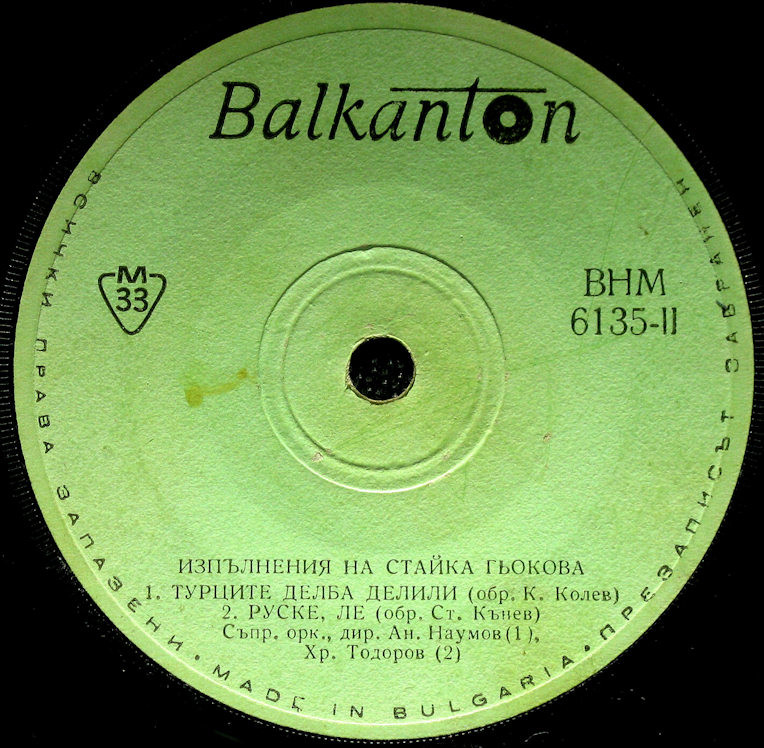 Balkanton
M
33
ВНМ
6135-II
ИЗПЪЛНЕНИЯ НА СТАЙКА ГЬОКОВА
1. ТУРЦИТЕ ДЕЛБА ДЕЛИЛИ (обр. К. Колев)
2. РУСКЕ, ЛЕ (обр. Ст. Кънев)
Съпр. орк., дир. Ан. Наумов (1),
Хр. Тодоров (2)
ВСИЧКИ ПРАВА ЗАПАЗЕНИ • MADE IN BULGARIA • ПРЕЗАПИСЪТ ЗАБРАНЕН